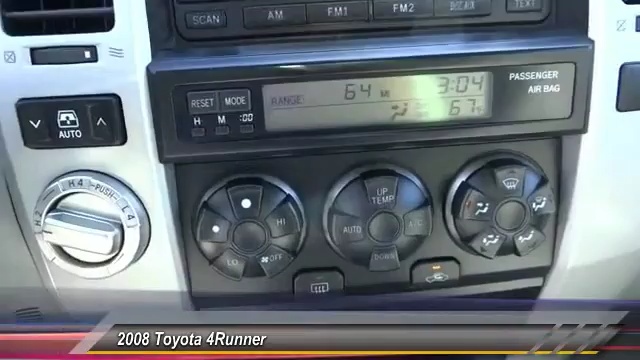 SCAN AM FM1 FM2 TEXT
RESET MODE
H M :00
RANGE: 64 MI 3:04
67°F
PASSENGER
AIR BAG
AUTO
H2 H4 PUSH L4
HI
LO OFF
UP
TEMP
AUTO A/C
DOWN
2008 Toyota 4Runner